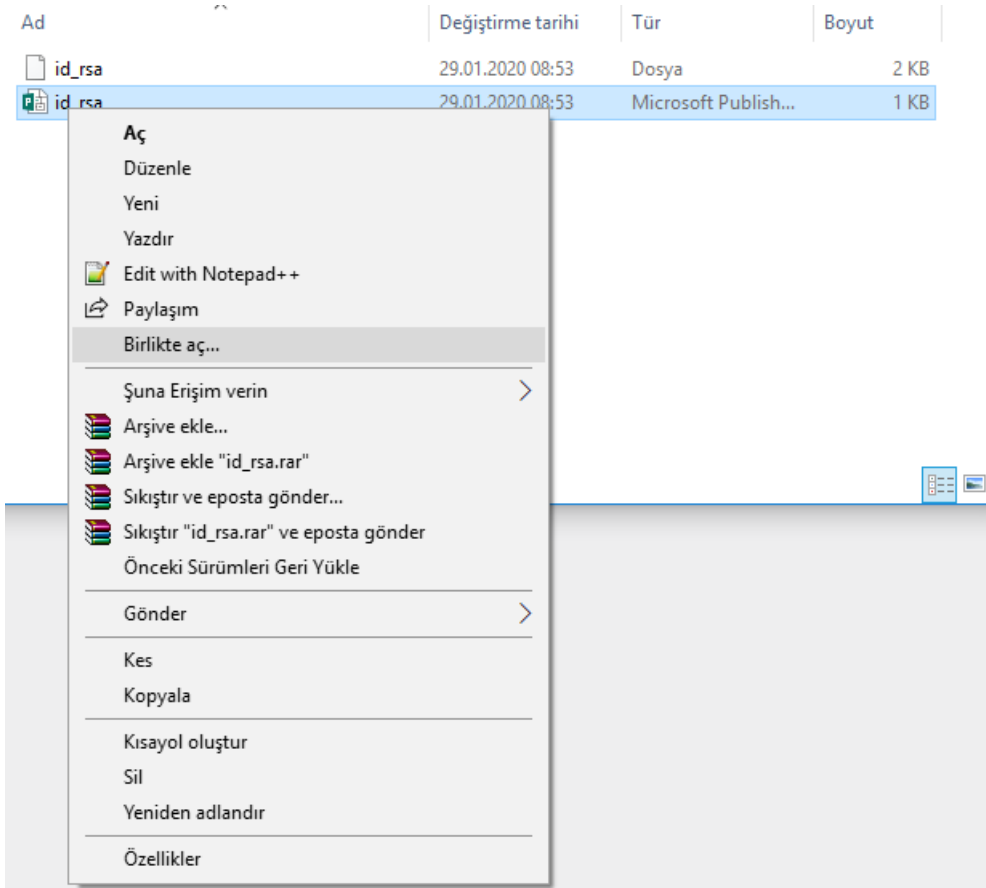 Ad Değiştirme tarihi Tür Boyut
id_rsa 29.01.2020 08:53 Dosya 2 KB
id_rsa 29.01.2020 08:53 Microsoft Publish... 1 KB
Aç
Düzenle
Yeni
Yazdır
Edit with Notepad++
Paylaşım
Birlikte aç...
Şuna Erişim verin
Arşive ekle...
Arşive ekle "id_rsa.rar"
Sıkıştır ve eposta gönder...
Sıkıştır "id_rsa.rar" ve eposta gönder
Önceki Sürümleri Geri Yükle
Gönder
Kes
Kopyala
Kısayol oluştur
Sil
Yeniden adlandır
Özellikler